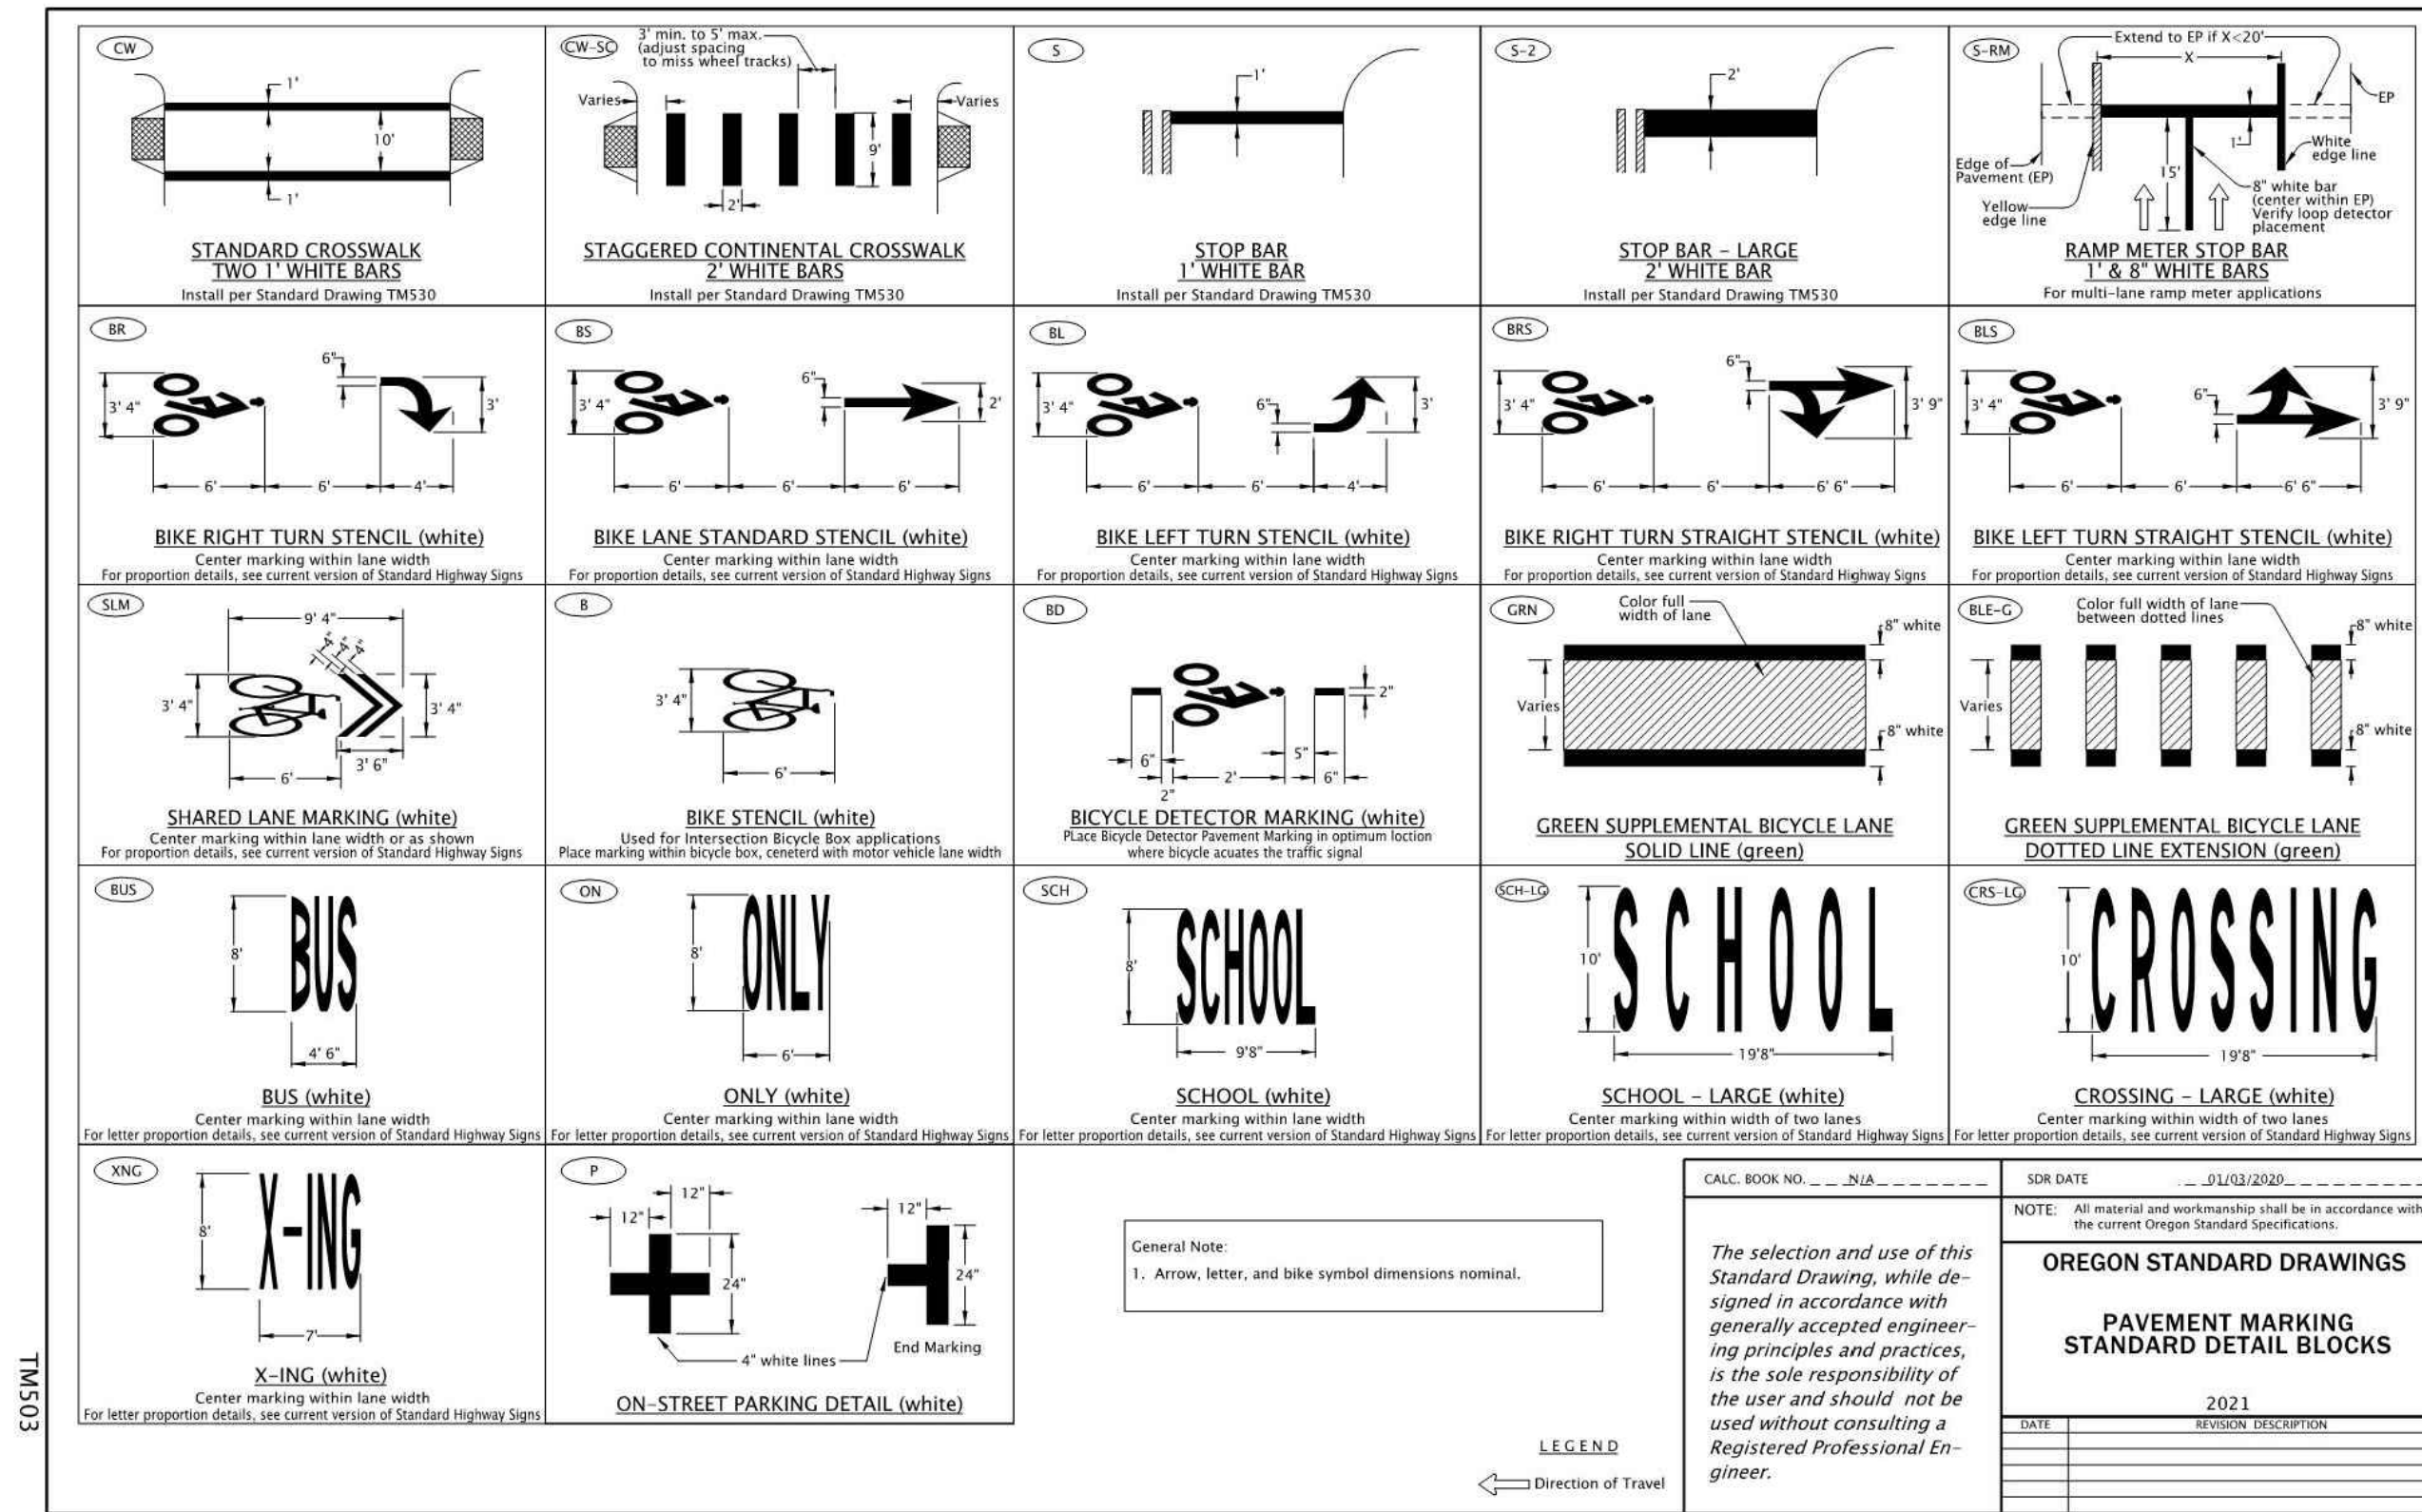 CW
1'
10'
1'
STANDARD CROSSWALK
TWO 1' WHITE BARS
Install per Standard Drawing TM530
CW-SC
3' min. to 5' max.
(adjust spacing
to miss wheel tracks)
Varies
Varies
9'
2'
STAGGERED CONTINENTAL CROSSWALK
2' WHITE BARS
Install per Standard Drawing TM530
S
1'
STOP BAR
1' WHITE BAR
Install per Standard Drawing TM530
S-2
2'
STOP BAR - LARGE
2' WHITE BAR
Install per Standard Drawing TM530
S-RM
Extend to EP if X<20'
X
EP
1'
White
edge line
Edge of
Pavement (EP)
15'
8" white bar
(center within EP)
Verify loop detector
placement
Yellow
edge line
RAMP METER STOP BAR
1' & 8" WHITE BARS
For multi-lane ramp meter applications
BR
6"
3' 4"
3'
6'
6'
4'
BIKE RIGHT TURN STENCIL (white)
Center marking within lane width
For proportion details, see current version of Standard Highway Signs
BS
6"
3' 4"
2'
6'
6'
6'
BIKE LANE STANDARD STENCIL (white)
Center marking within lane width
For proportion details, see current version of Standard Highway Signs
BL
3' 4"
6"
3'
6'
6'
4'
BIKE LEFT TURN STENCIL (white)
Center marking within lane width
For proportion details, see current version of Standard Highway Signs
BRS
6"
3' 4"
3' 9"
6'
6'
6' 6"
BIKE RIGHT TURN STRAIGHT STENCIL (white)
Center marking within lane width
For proportion details, see current version of Standard Highway Signs
BLS
6"
3' 4"
3' 9"
6'
6'
6' 6"
BIKE LEFT TURN STRAIGHT STENCIL (white)
Center marking within lane width
For proportion details, see current version of Standard Highway Signs
SLM
9' 4"
4"
4"
4"
3' 4"
3' 4"
3' 6"
6'
SHARED LANE MARKING (white)
Center marking within lane width or as shown
For proportion details, see current version of Standard Highway Signs
B
3' 4"
6'
BIKE STENCIL (white)
Used for Intersection Bicycle Box applications
Place marking within bicycle box, ceneterd with motor vehicle lane width
BD
2"
6"
5"
2'
6"
2"
BICYCLE DETECTOR MARKING (white)
PLace Bicycle Detector Pavement Marking in optimum loction
where bicycle acuates the traffic signal
GRN
Color full
width of lane
8" white
Varies
8" white
GREEN SUPPLEMENTAL BICYCLE LANE
SOLID LINE (green)
BLE-G
Color full width of lane
between dotted lines
8" white
Varies
8" white
GREEN SUPPLEMENTAL BICYCLE LANE
DOTTED LINE EXTENSION (green)
BUS
8'
BUS
4' 6"
BUS (white)
Center marking within lane width
For letter proportion details, see current version of Standard Highway Signs
ON
8'
ONLY
6'
ONLY (white)
Center marking within lane width
For letter proportion details, see current version of Standard Highway Signs
SCH
8'
SCHOOL
9'8"
SCHOOL (white)
Center marking within lane width
For letter proportion details, see current version of Standard Highway Signs
SCH-LG
10'
SCHOOL
19'8"
SCHOOL - LARGE (white)
Center marking within width of two lanes
For letter proportion details, see current version of Standard Highway Signs
CRS-LG
10'
CROSSING
19'8"
CROSSING - LARGE (white)
Center marking within width of two lanes
For letter proportion details, see current version of Standard Highway Signs
XNG
8'
X-ING
7'
X-ING (white)
Center marking within lane width
For letter proportion details, see current version of Standard Highway Signs
P
12"
12"
24"
12"
24"
End Marking
4" white lines
ON-STREET PARKING DETAIL (white)
General Note:
1. Arrow, letter, and bike symbol dimensions nominal.
LEGEND
Direction of Travel
CALC. BOOK NO. N/A
The selection and use of this
Standard Drawing, while de-
signed in accordance with
generally accepted engineer-
ing principles and practices,
is the sole responsibility of
the user and should not be
used without consulting a
Registered Professional En-
gineer.
SDR DATE 01/03/2020
NOTE: All material and workmanship shall be in accordance with
the current Oregon Standard Specifications.
OREGON STANDARD DRAWINGS
PAVEMENT MARKING
STANDARD DETAIL BLOCKS
2021
DATE REVISION DESCRIPTION
TM503